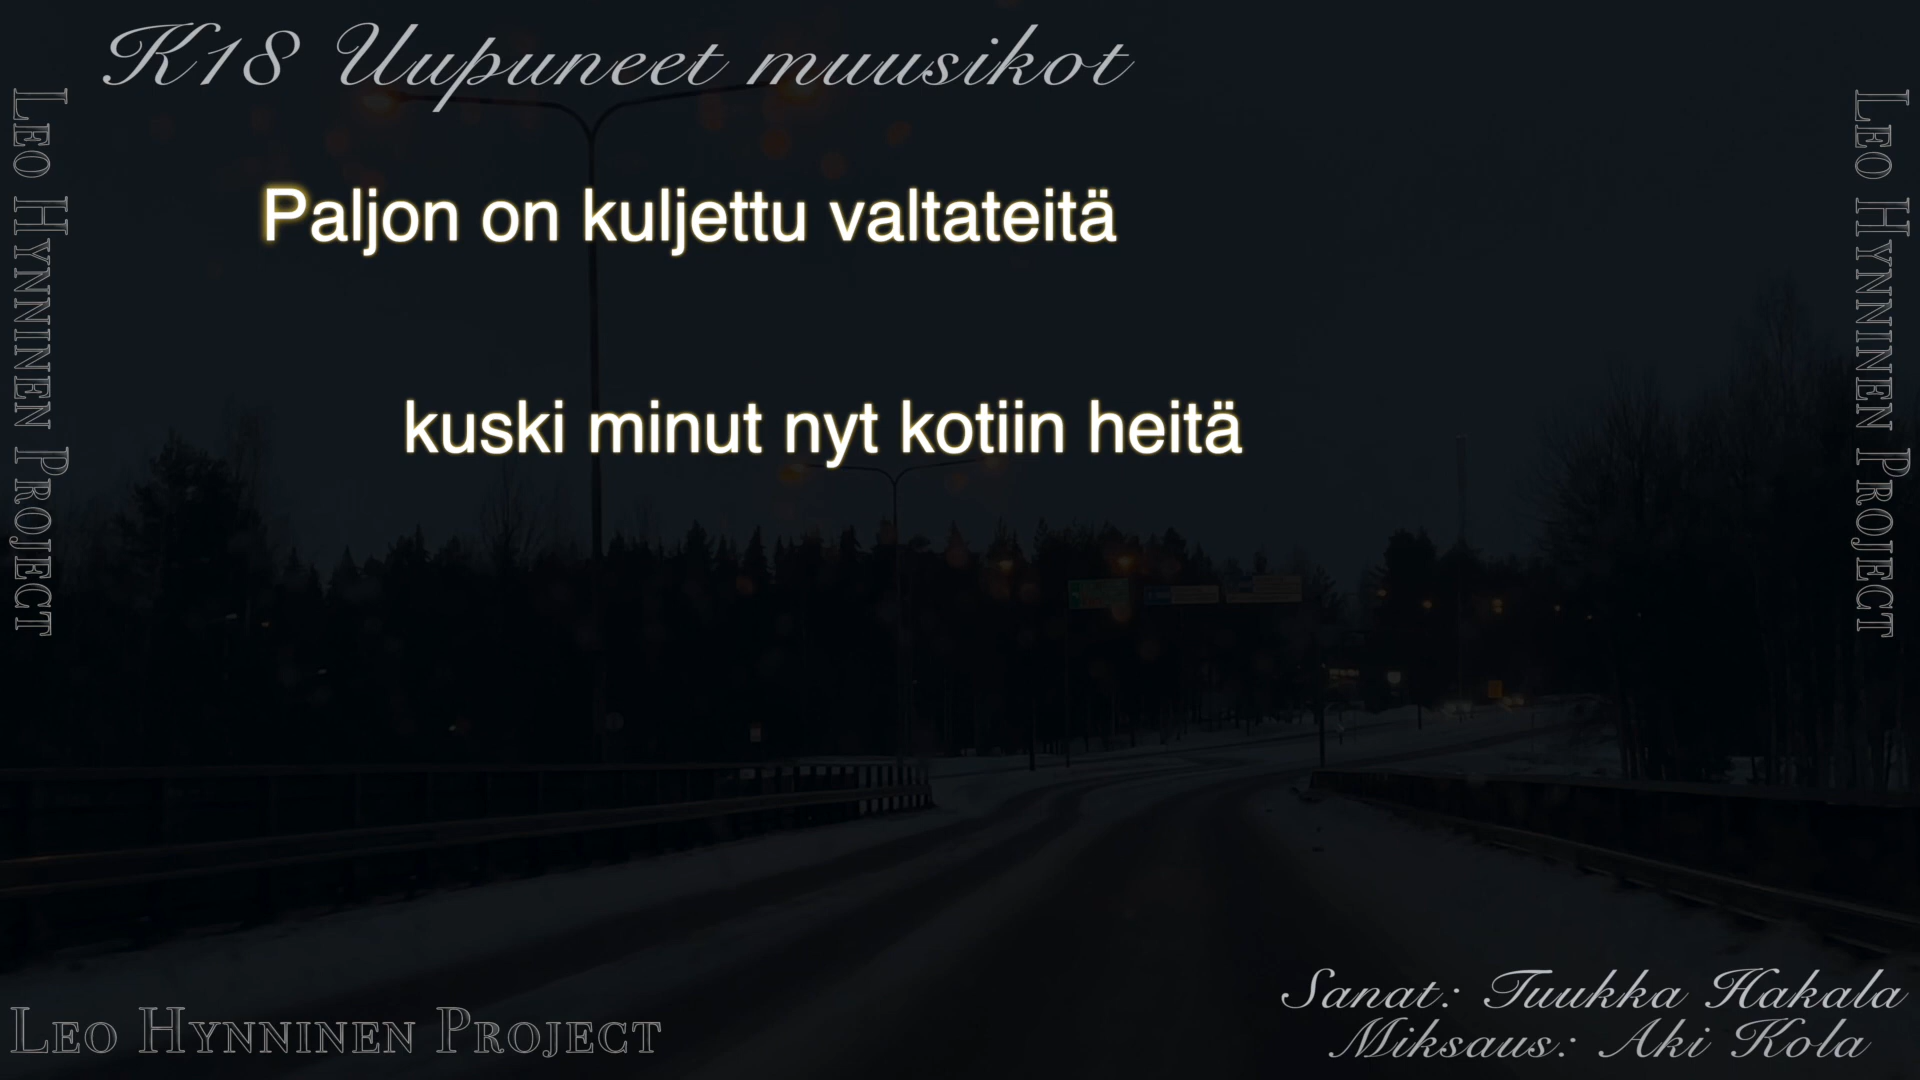 K18 Uupuneet muusikot
Leo Hynninen Project
Leo Hynninen Project
Paljon on kuljettu valtateitä
kuski minut nyt kotiin heitä
Leo Hynninen Project
Sanat: Tuukka Hakala
Miksaus: Aki Kola